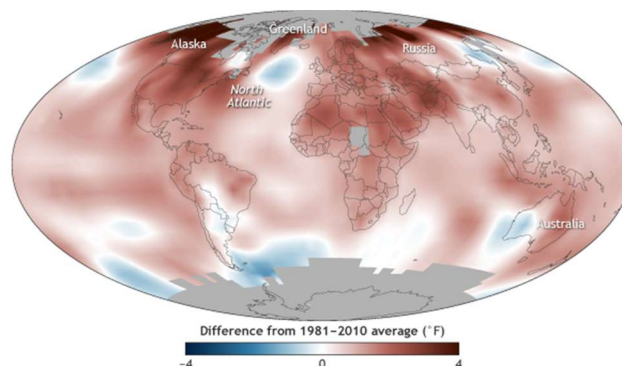 Greenland
Alaska
Russia
North
Atlantic
Australia
Difference from 1981–2010 average (°F)
-4 0 4